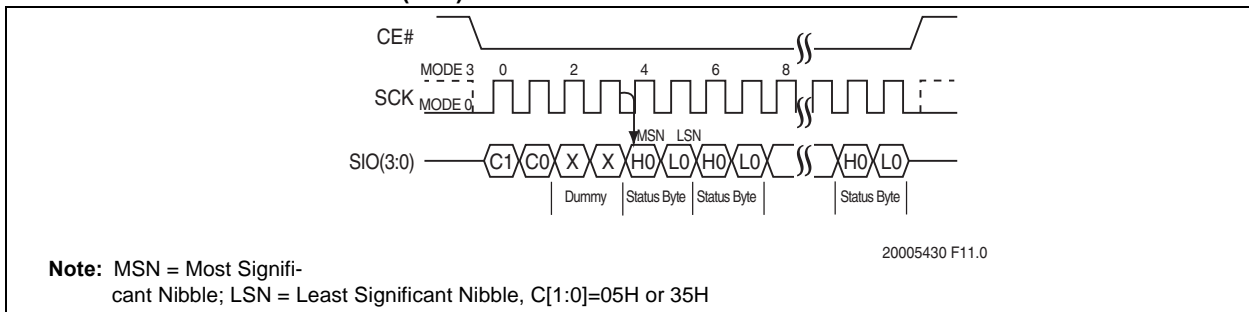 CE#
MODE 3 0 2 4 6 8
SCK
MODE 0
MSN LSN
SIO(3:0) C1 C0 X X H0 L0 H0 L0 H0 L0
Dummy Status Byte Status Byte Status Byte
20005430 F11.0
Note: MSN = Most Signifi-
cant Nibble; LSN = Least Significant Nibble, C[1:0]=05H or 35H